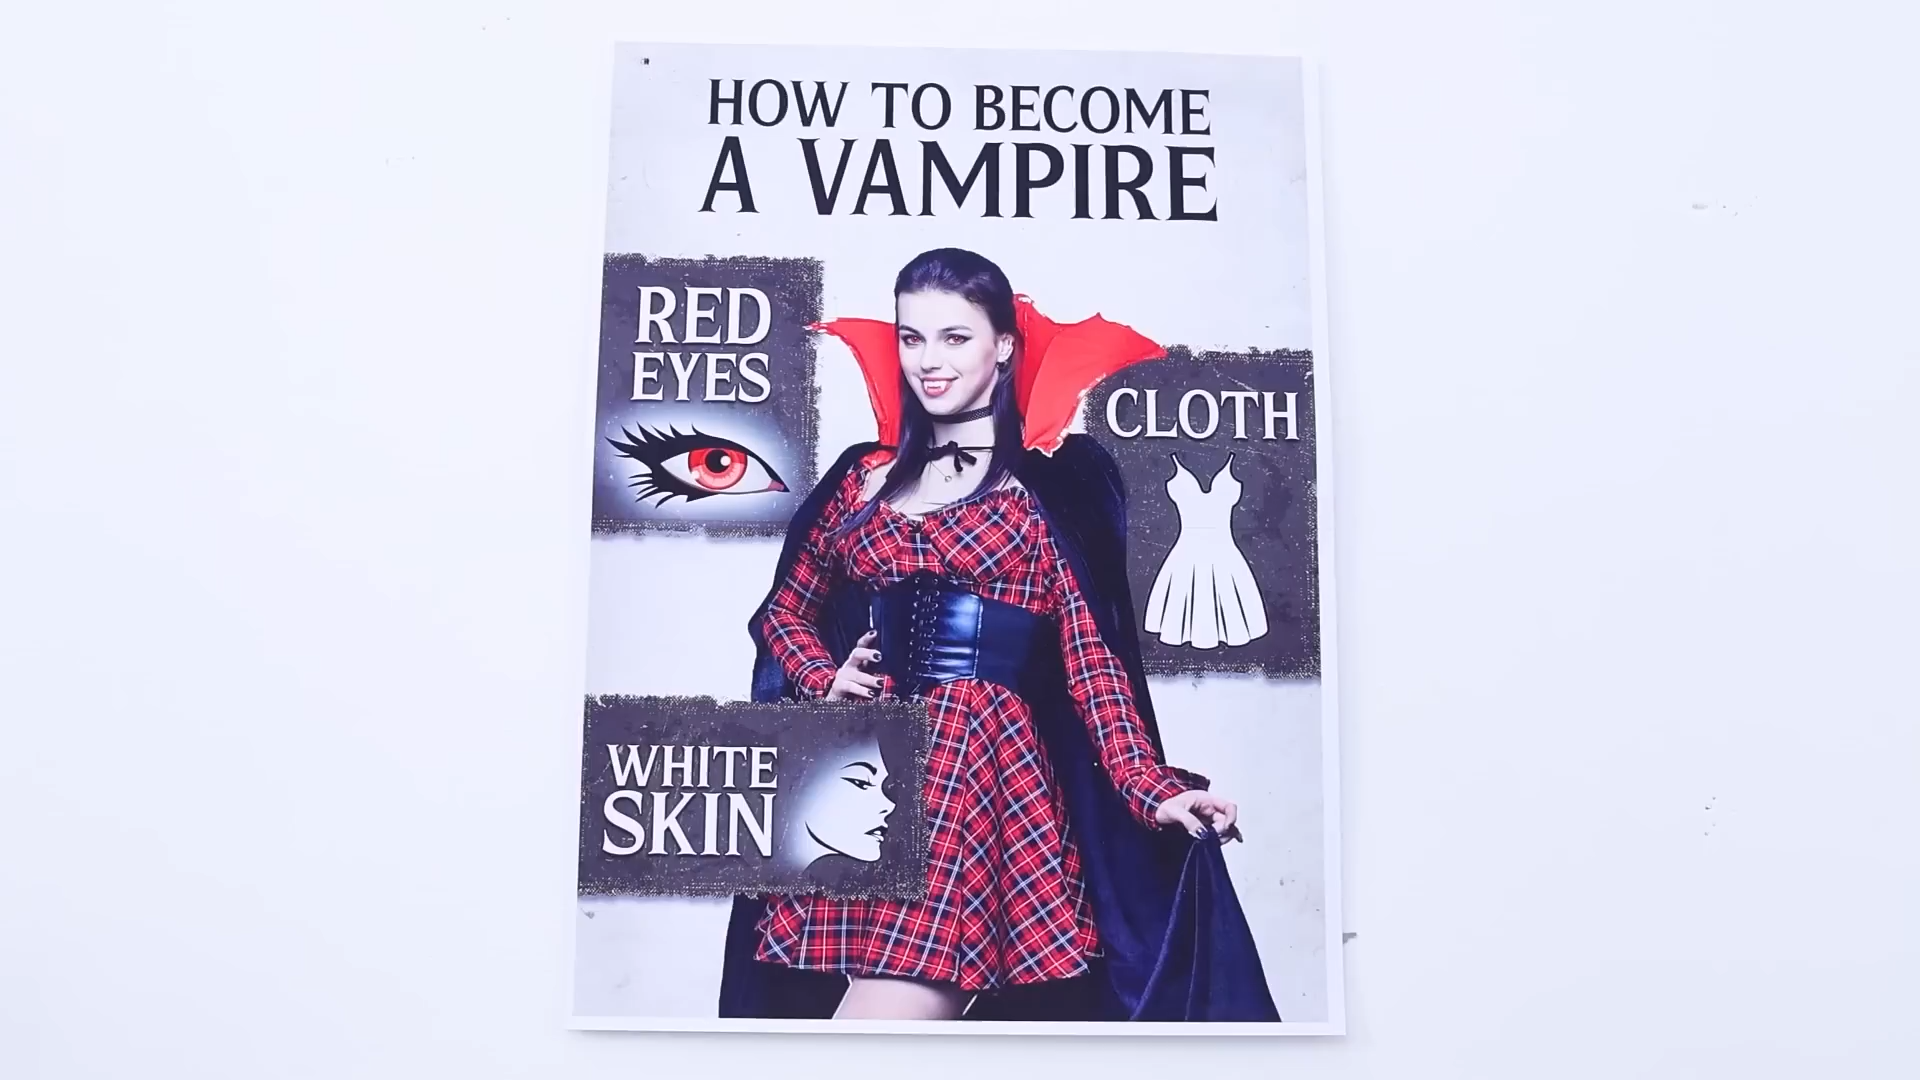 HOW TO BECOME
A VAMPIRE
RED
EYES
CLOTH
WHITE
SKIN